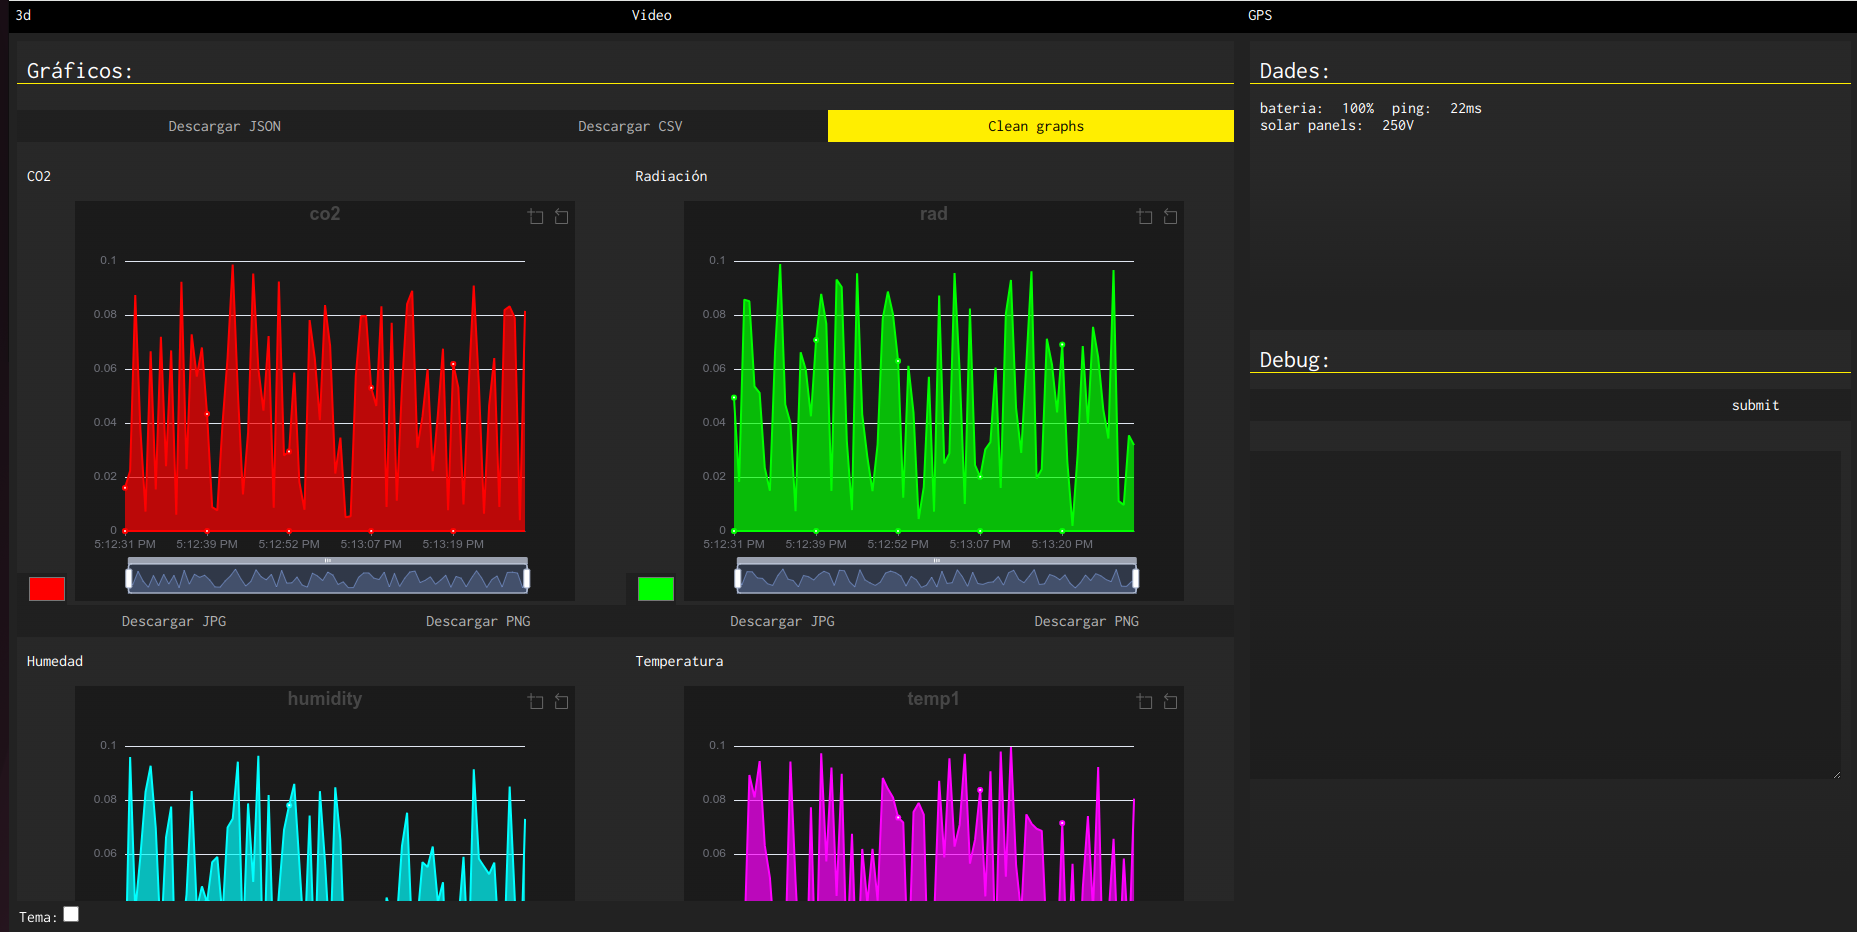 3d Video GPS
Gráficos:
Descargar JSON Descargar CSV Clean graphs
CO2
co2
0.1
0.08
0.06
0.04
0.02
0
5:12:31 PM 5:12:39 PM 5:12:52 PM 5:13:07 PM 5:13:19 PM
Descargar JPG Descargar PNG
Radiación
rad
0.1
0.08
0.06
0.04
0.02
0
5:12:31 PM 5:12:39 PM 5:12:52 PM 5:13:07 PM 5:13:20 PM
Descargar JPG Descargar PNG
Humedad
humidity
0.1
0.08
0.06
Temperatura
temp1
0.1
0.08
0.06
Tema:
Dades:
bateria: 100% ping: 22ms
solar panels: 250V
Debug:
submit